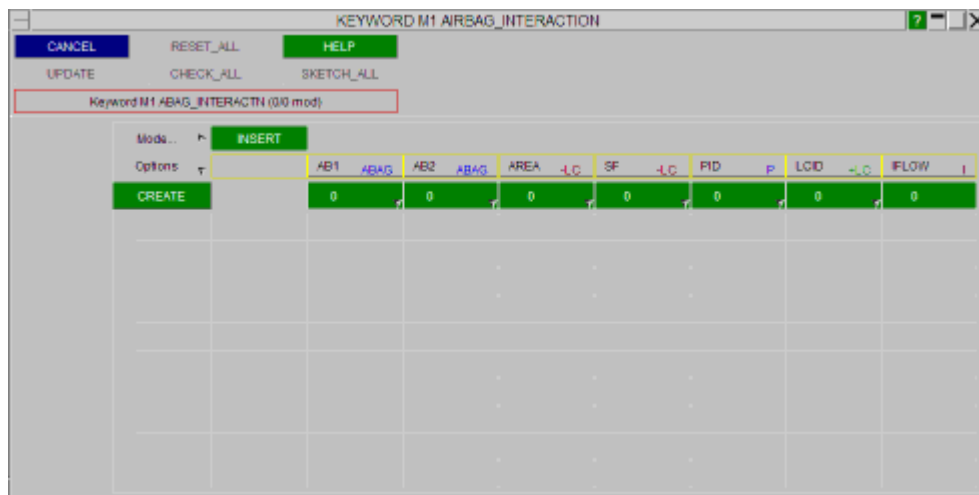 KEYWORD M1 AIRBAG_INTERACTION ?
CANCEL RESET_ALL HELP
UPDATE CHECK_ALL SKETCH_ALL
Keyword M1 ABAG_INTERACTN (0/0 mod)
Mode... INSERT
Options AB1 ABAG AB2 ABAG AREA -LC SF -LC PID P LCID -LC IFLOW I
CREATE 0 0 0 0 0 0 0